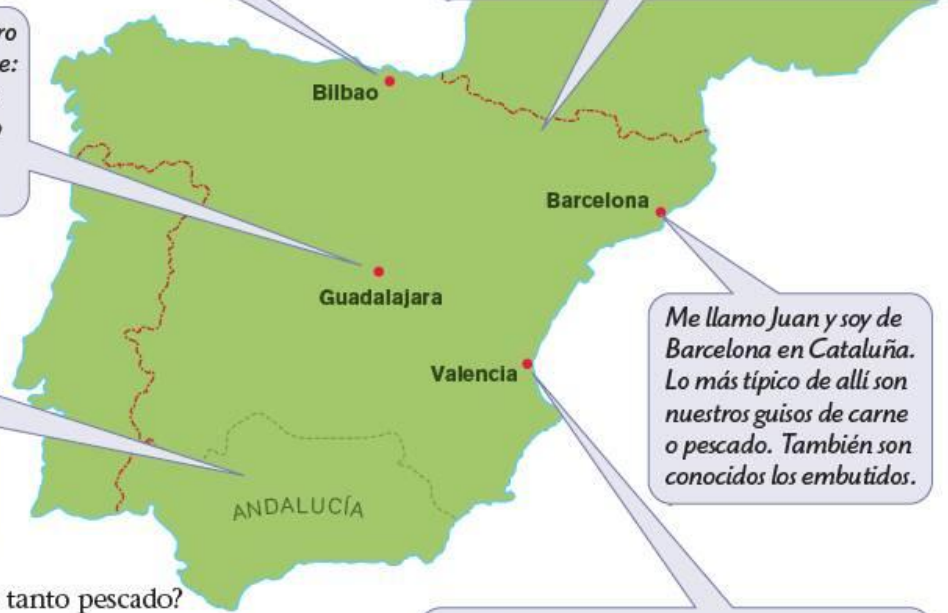 ro
e:
Bilbao
Barcelona
Guadalajara
Valencia
Me llamo Juan y soy de
Barcelona en Cataluña.
Lo más típico de allí son
nuestros guisos de carne
o pescado. También son
conocidos los embutidos.
ANDALUCÍA
tanto pescado?